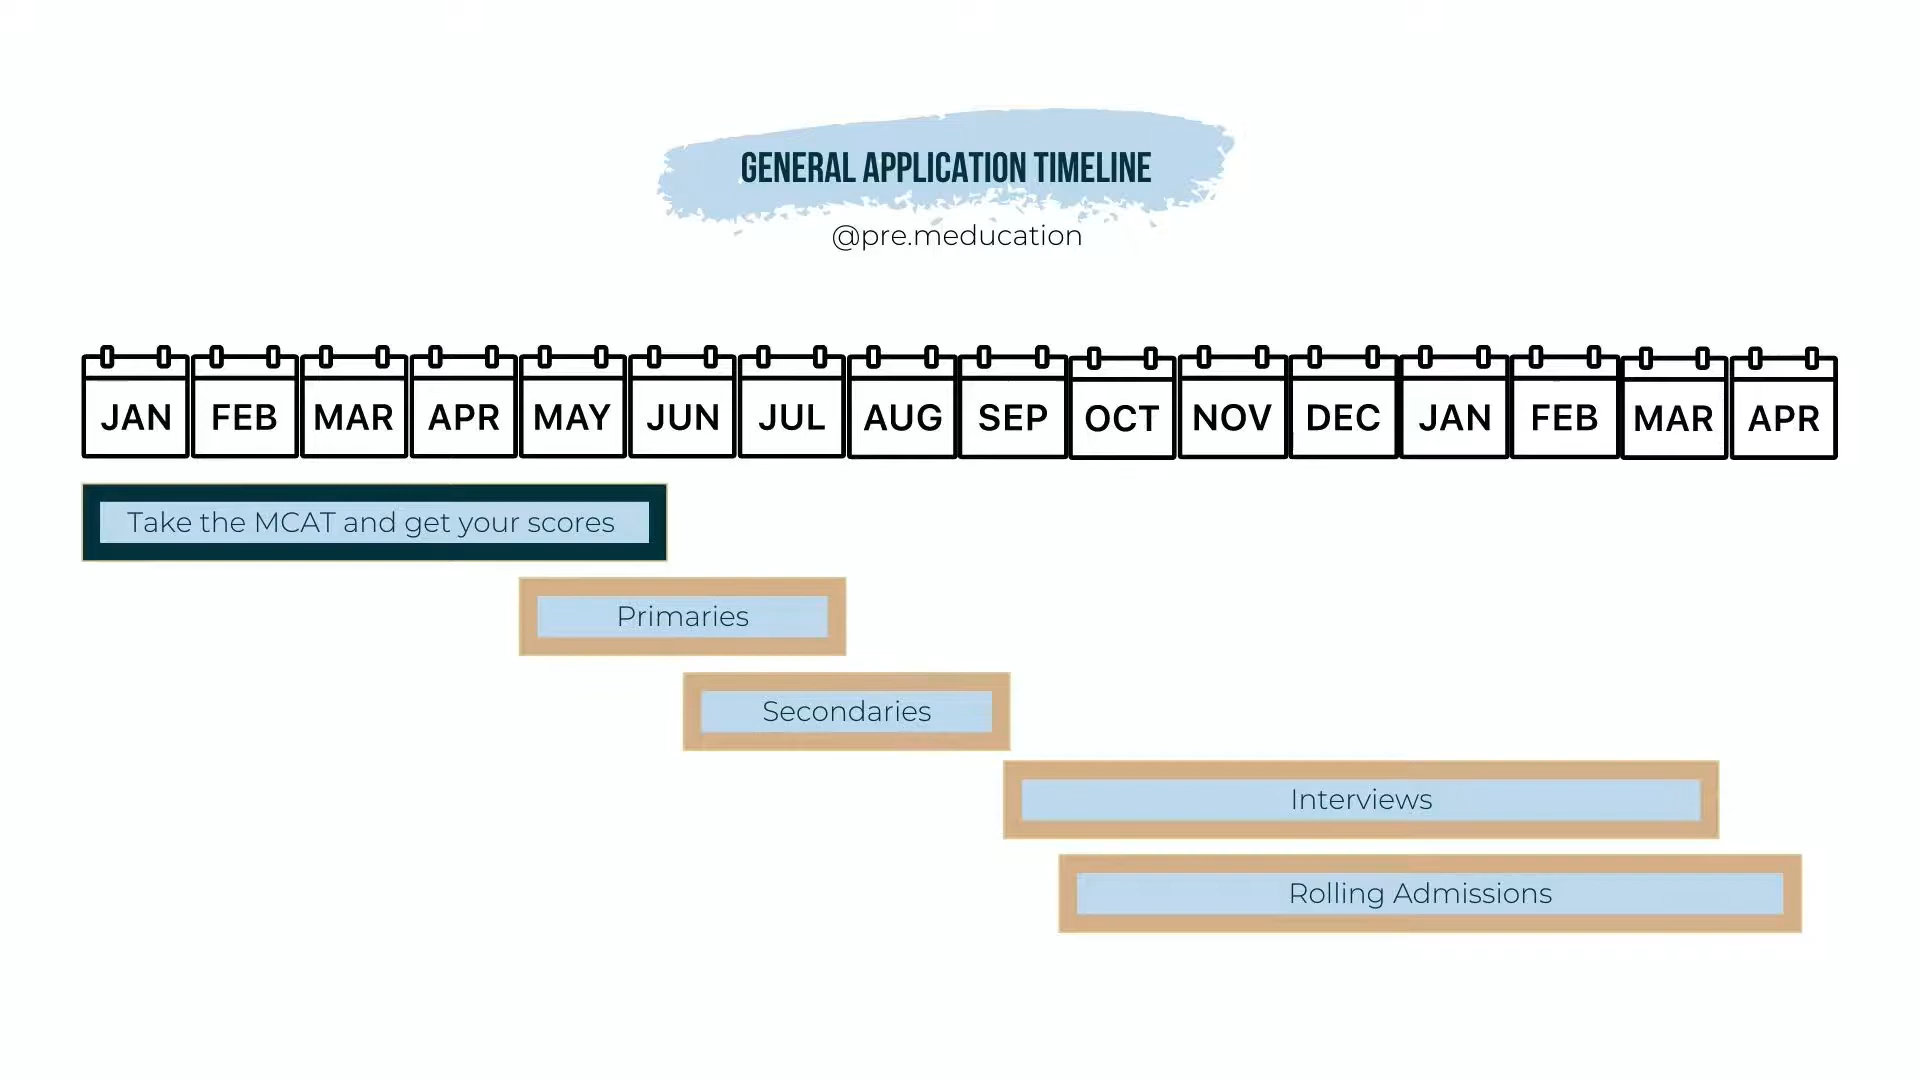 GENERAL APPLICATION TIMELINE
@pre.meducation
JAN FEB MAR APR MAY JUN JUL AUG SEP OCT NOV DEC JAN FEB MAR APR
Take the MCAT and get your scores
Primaries
Secondaries
Interviews
Rolling Admissions